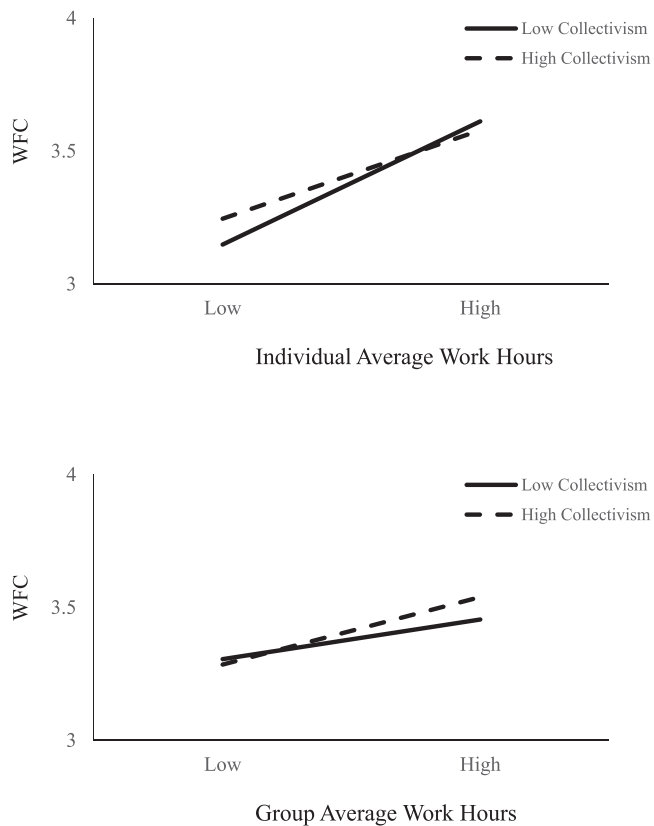 4
Low Collectivism
High Collectivism
WFC
3.5
3
Low
High
Individual Average Work Hours
4
Low Collectivism
High Collectivism
WFC
3.5
3
Low
High
Group Average Work Hours